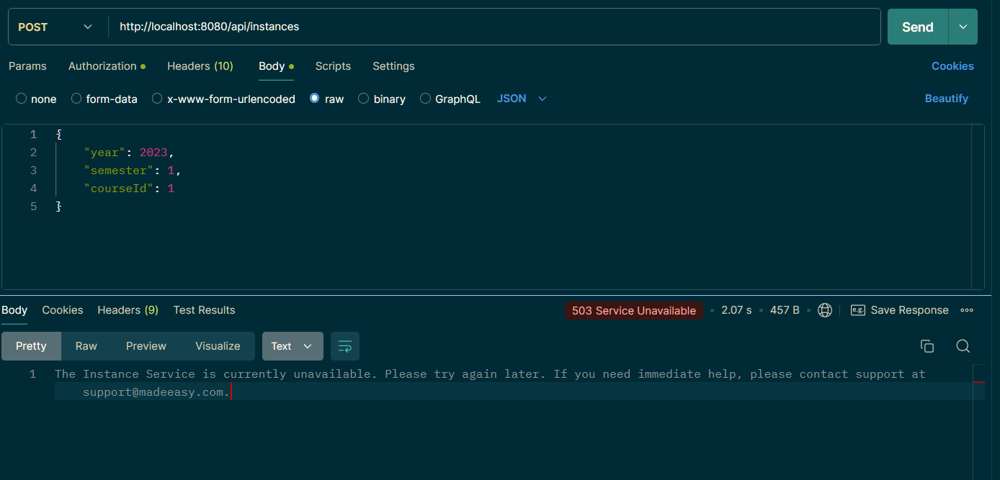 POST http://localhost:8080/api/instances Send
Params Authorization Headers (10) Body Scripts Settings Cookies
none form-data x-www-form-urlencoded raw binary GraphQL JSON Beautify
1 {
2 "year": 2023,
3 "semester": 1,
4 "courseId": 1
5 }
Body Cookies Headers (9) Test Results 503 Service Unavailable 2.07 s 457 B e.g. Save Response
Pretty Raw Preview Visualize Text
1 The Instance Service is currently unavailable. Please try again later. If you need immediate help, please contact support at
support@madeeasy.com.